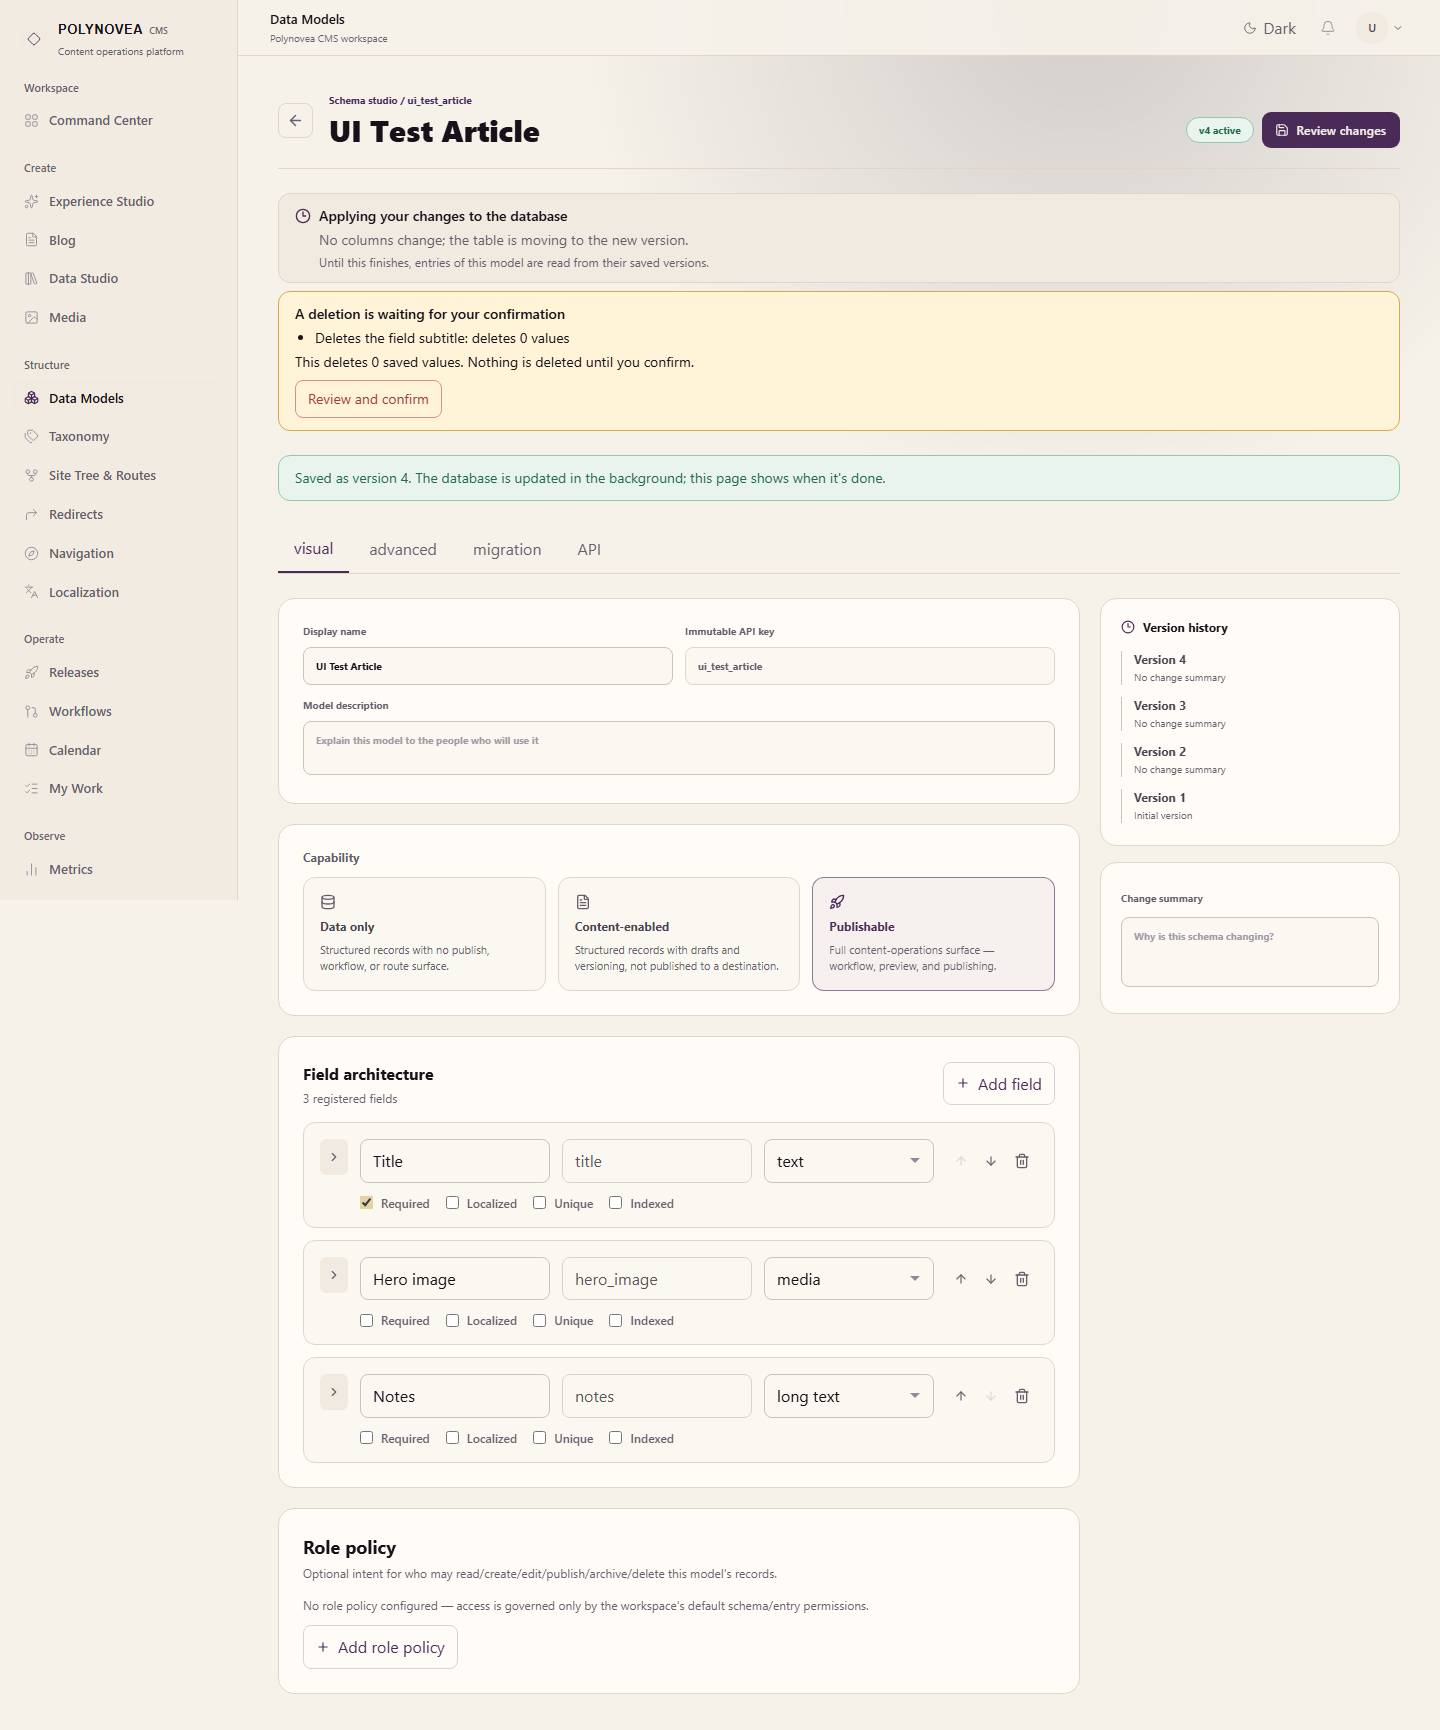 POLYNOVEA CMS
Content operations platform
Workspace
Command Center
Create
Experience Studio
Blog
Data Studio
Media
Structure
Data Models
Taxonomy
Site Tree & Routes
Redirects
Navigation
Localization
Operate
Releases
Workflows
Calendar
My Work
Observe
Metrics
Data Models
Polynovea CMS workspace
Dark
U
Schema studio / ui_test_article
UI Test Article
v4 active
Review changes
Applying your changes to the database
No columns change; the table is moving to the new version.
Until this finishes, entries of this model are read from their saved versions.
A deletion is waiting for your confirmation
• Deletes the field subtitle: deletes 0 values
This deletes 0 saved values. Nothing is deleted until you confirm.
Review and confirm
Saved as version 4. The database is updated in the background; this page shows when it's done.
visual advanced migration API
Display name
UI Test Article
Immutable API key
ui_test_article
Model description
Explain this model to the people who will use it
Capability
Data only
Structured records with no publish,
workflow, or route surface.
Content-enabled
Structured records with drafts and
versioning, not published to a destination.
Publishable
Full content-operations surface —
workflow, preview, and publishing.
Field architecture
3 registered fields
+ Add field
Title title text
Required Localized Unique Indexed
Hero image hero_image media
Required Localized Unique Indexed
Notes notes long text
Required Localized Unique Indexed
Role policy
Optional intent for who may read/create/edit/publish/archive/delete this model's records.
No role policy configured — access is governed only by the workspace's default schema/entry permissions.
+ Add role policy
Version history
Version 4
No change summary
Version 3
No change summary
Version 2
No change summary
Version 1
Initial version
Change summary
Why is this schema changing?